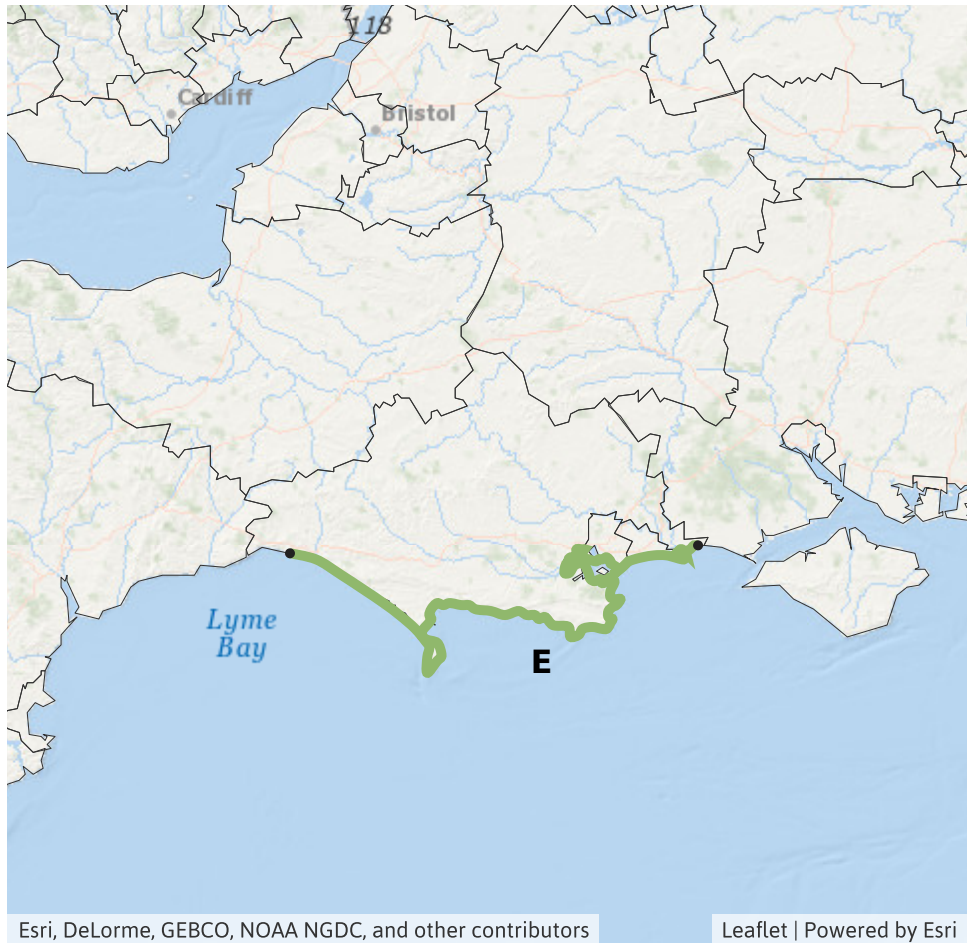 118
Cardiff
Bristol
Lyme
Bay
E
Esri, DeLorme, GEBCO, NOAA NGDC, and other contributors
Leaflet | Powered by Esri